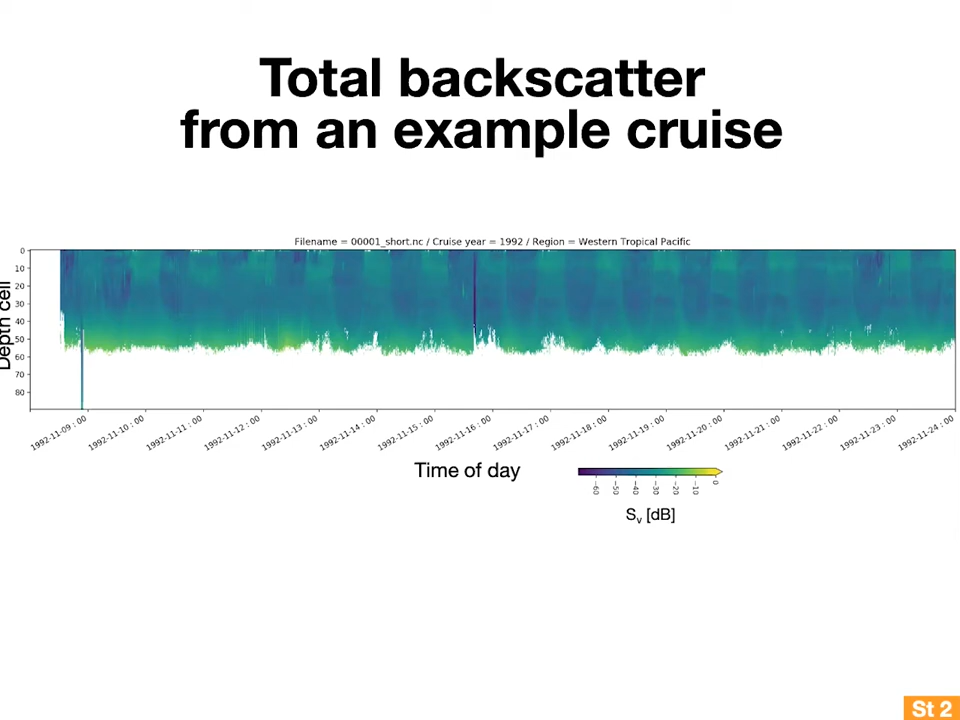 Total backscatter
from an example cruise
Filename = 00001_short.nc / Cruise year = 1992 / Region = Western Tropical Pacific
Depth cell
0
10
20
30
40
50
60
70
80
1992-11-09 : 00
1992-11-10 : 00
1992-11-11 : 00
1992-11-12 : 00
1992-11-13 : 00
1992-11-14 : 00
1992-11-15 : 00
1992-11-16 : 00
1992-11-17 : 00
1992-11-18 : 00
1992-11-19 : 00
1992-11-20 : 00
1992-11-21 : 00
1992-11-22 : 00
1992-11-23 : 00
1992-11-24 : 00
Time of day
−60
−50
−40
−30
−20
−10
0
Sv [dB]
St 2